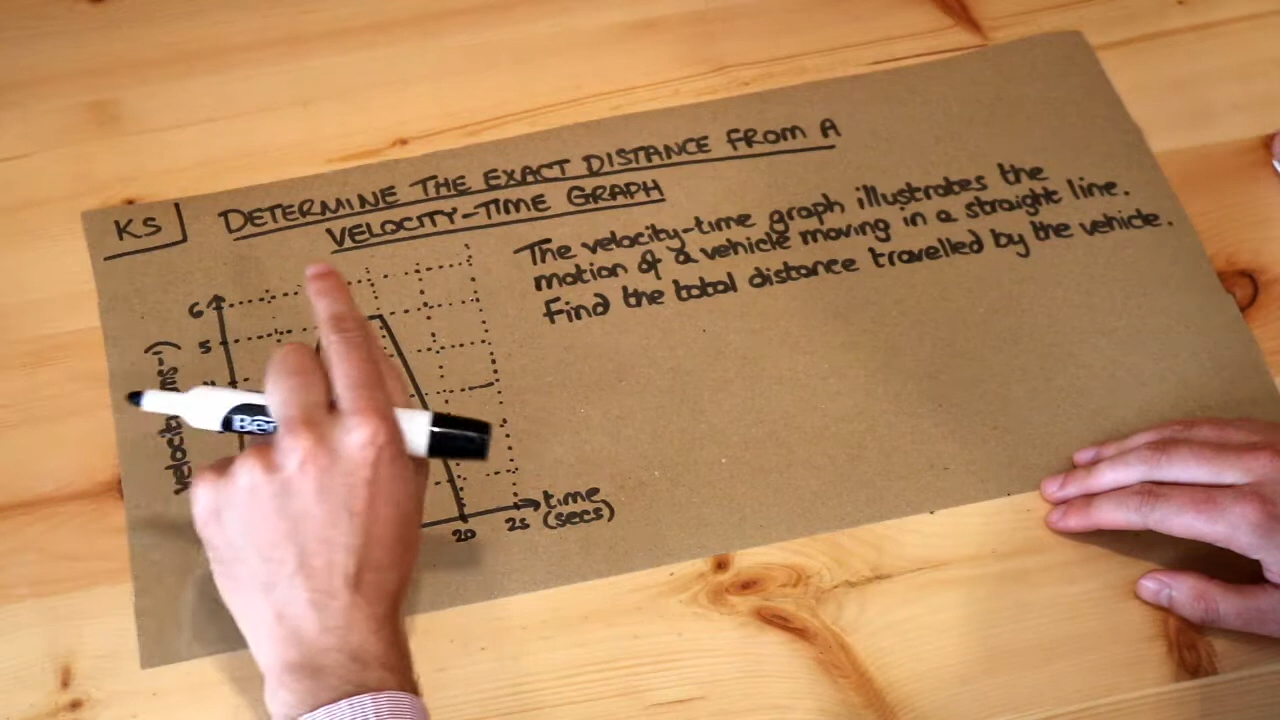 KS
DETERMINE THE EXACT DISTANCE FROM A
VELOCITY-TIME GRAPH
The velocity-time graph illustrates the
motion of a vehicle moving in a straight line.
Find the total distance travelled by the vehicle.
6
5
time
(secs)
20
25
Ber